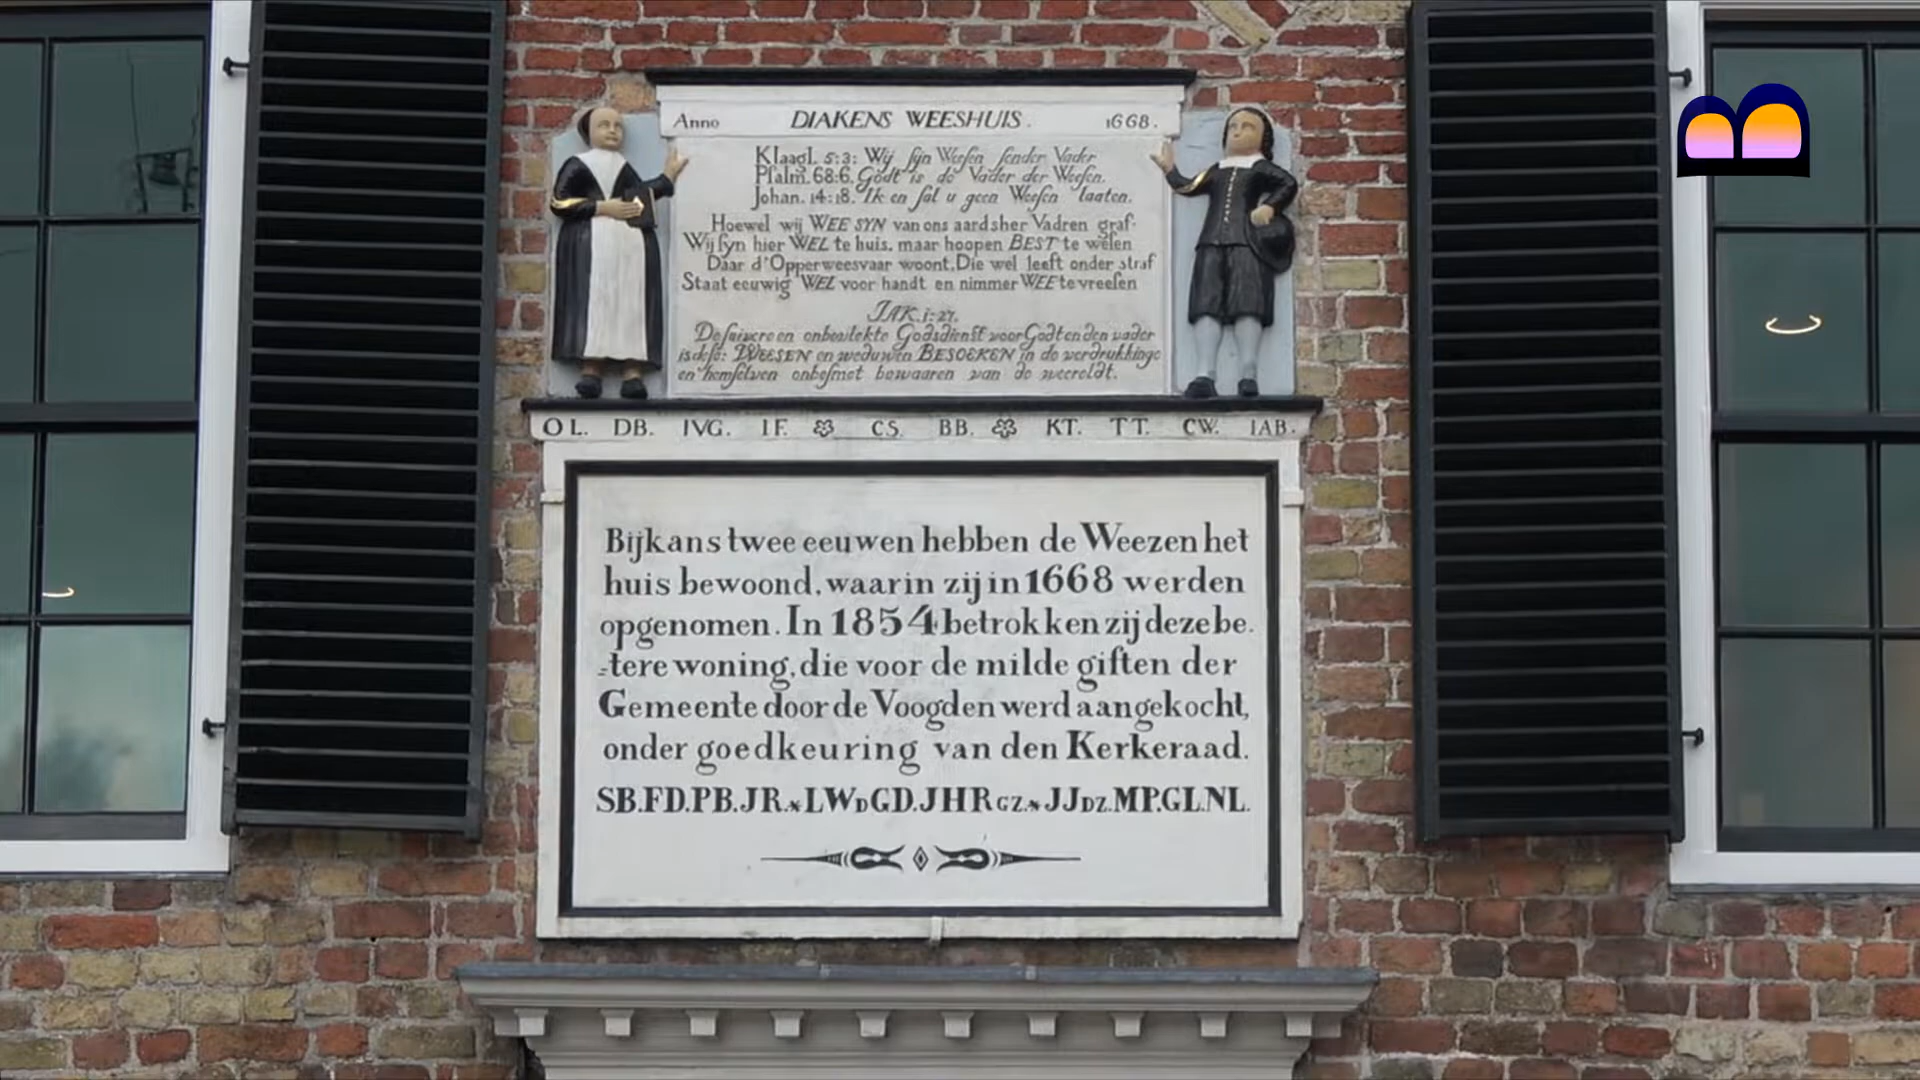 Anno DIAKENS WEESHUIS. 1668.
Klaagl. 5:3: Wij sijn Weesen sonder Vader
Psalm. 68:6. Godt is de Vader der Weesen.
Johan. 14:18. Ik en sal u geen Weesen laaten.
Hoewel wij WEE SYN van ons aardsher Vadren graf.
Wij syn hier WEL te huis, maar hoopen BEST te wesen
Daar d'Opperweesvaar woont, Die wel leeft onder straf
Staat eeuwig WEL voor handt en nimmer WEE te vreesen
JAK. 1:27.
De suivere en onbevlekte Godsdienst voor Godt en den vader
is dese: WEESEN en weduwen BESOEKEN in de verdrukkinge
en hemselven onbesmet bewaaren van de weereldt.
OL. DB. IVG. IF. CS. BB. KT. TT. CW. IAB.
Bijkans twee eeuwen hebben de Weezen het
huis bewoond, waarin zij in 1668 werden
opgenomen. In 1854 betrokken zij deze be-
-tere woning, die voor de milde giften der
Gemeente door de Voogden werd aangekocht,
onder goedkeuring van den Kerkeraad.
SB.FD.PB.JR.*LWDGD.JHRGZ.*JJDZ.MP.GL.NL.
B